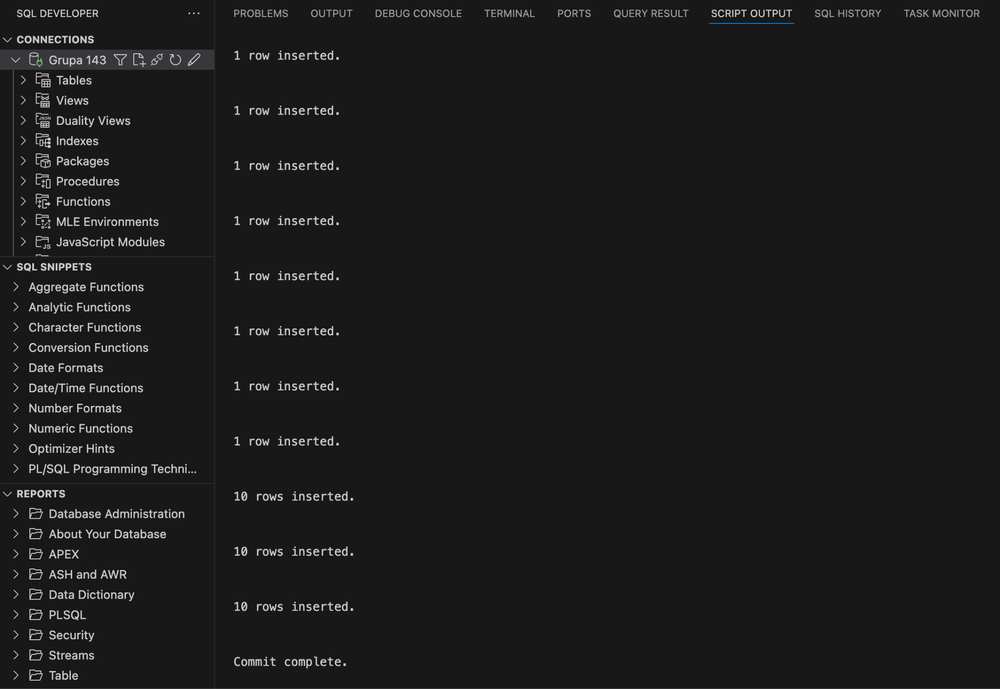 SQL DEVELOPER
CONNECTIONS
Grupa 143
Tables
Views
Duality Views
Indexes
Packages
Procedures
Functions
MLE Environments
JavaScript Modules
SQL SNIPPETS
Aggregate Functions
Analytic Functions
Character Functions
Conversion Functions
Date Formats
Date/Time Functions
Number Formats
Numeric Functions
Optimizer Hints
PL/SQL Programming Techni...
REPORTS
Database Administration
About Your Database
APEX
ASH and AWR
Data Dictionary
PLSQL
Security
Streams
Table
PROBLEMS OUTPUT DEBUG CONSOLE TERMINAL PORTS QUERY RESULT SCRIPT OUTPUT SQL HISTORY TASK MONITOR
1 row inserted.
1 row inserted.
1 row inserted.
1 row inserted.
1 row inserted.
1 row inserted.
1 row inserted.
1 row inserted.
10 rows inserted.
10 rows inserted.
10 rows inserted.
Commit complete.